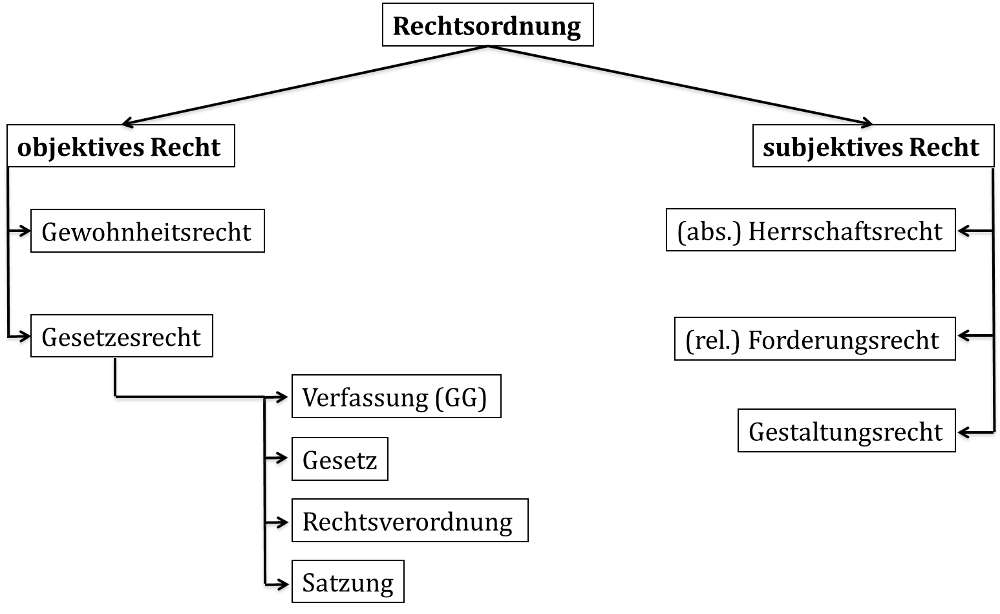 Rechtsordnung
objektives Recht
subjektives Recht
Gewohnheitsrecht
(abs.) Herrschaftsrecht
Gesetzesrecht
(rel.) Forderungsrecht
Verfassung (GG)
Gestaltungsrecht
Gesetz
Rechtsverordnung
Satzung